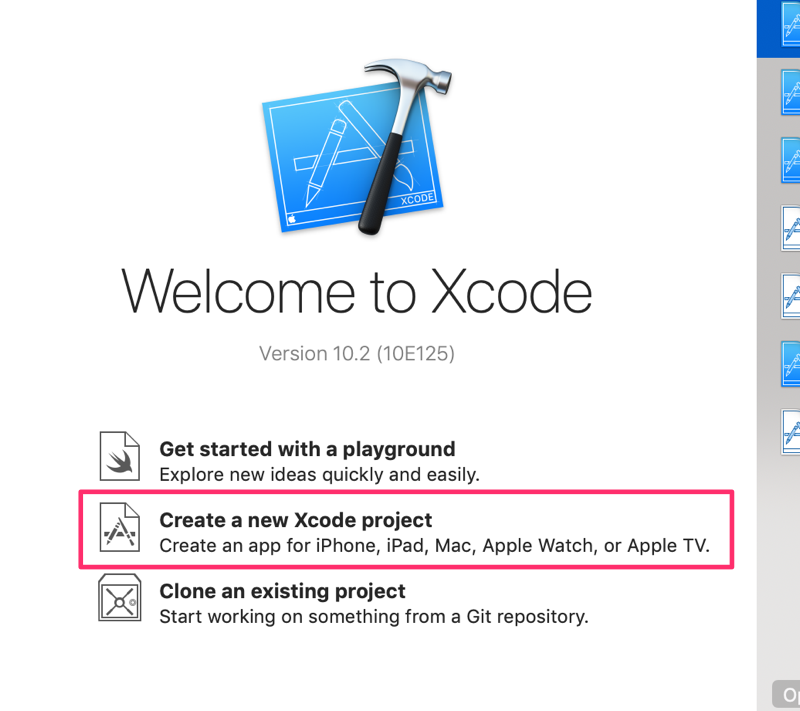 XCODE
Welcome to Xcode
Version 10.2 (10E125)
Get started with a playground
Explore new ideas quickly and easily.
Create a new Xcode project
Create an app for iPhone, iPad, Mac, Apple Watch, or Apple TV.
Clone an existing project
Start working on something from a Git repository.